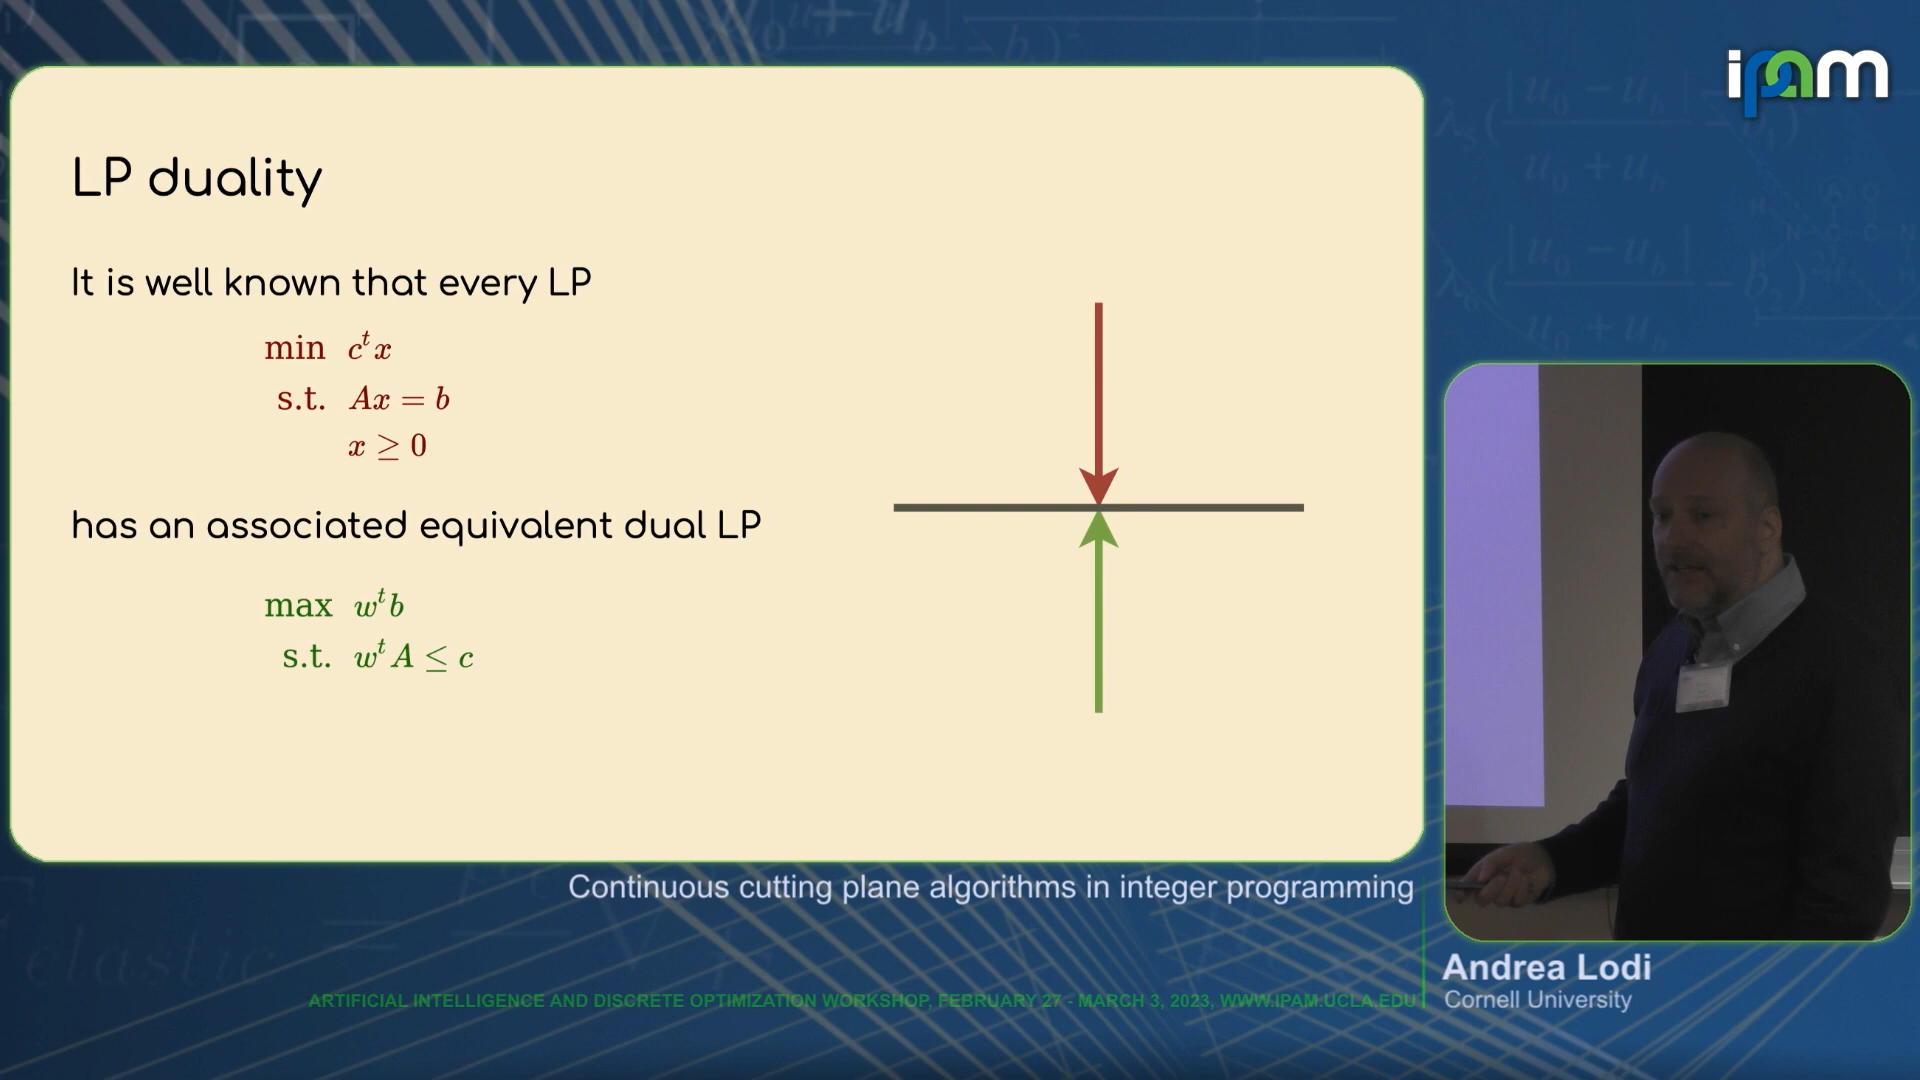 ipam
LP duality
It is well known that every LP
min c^t x
s.t. Ax = b
x ≥ 0
has an associated equivalent dual LP
max w^t b
s.t. w^t A ≤ c
Continuous cutting plane algorithms in integer programming
Andrea Lodi
Cornell University
ARTIFICIAL INTELLIGENCE AND DISCRETE OPTIMIZATION WORKSHOP, FEBRUARY 27 - MARCH 3, 2023, WWW.IPAM.UCLA.EDU
elastic